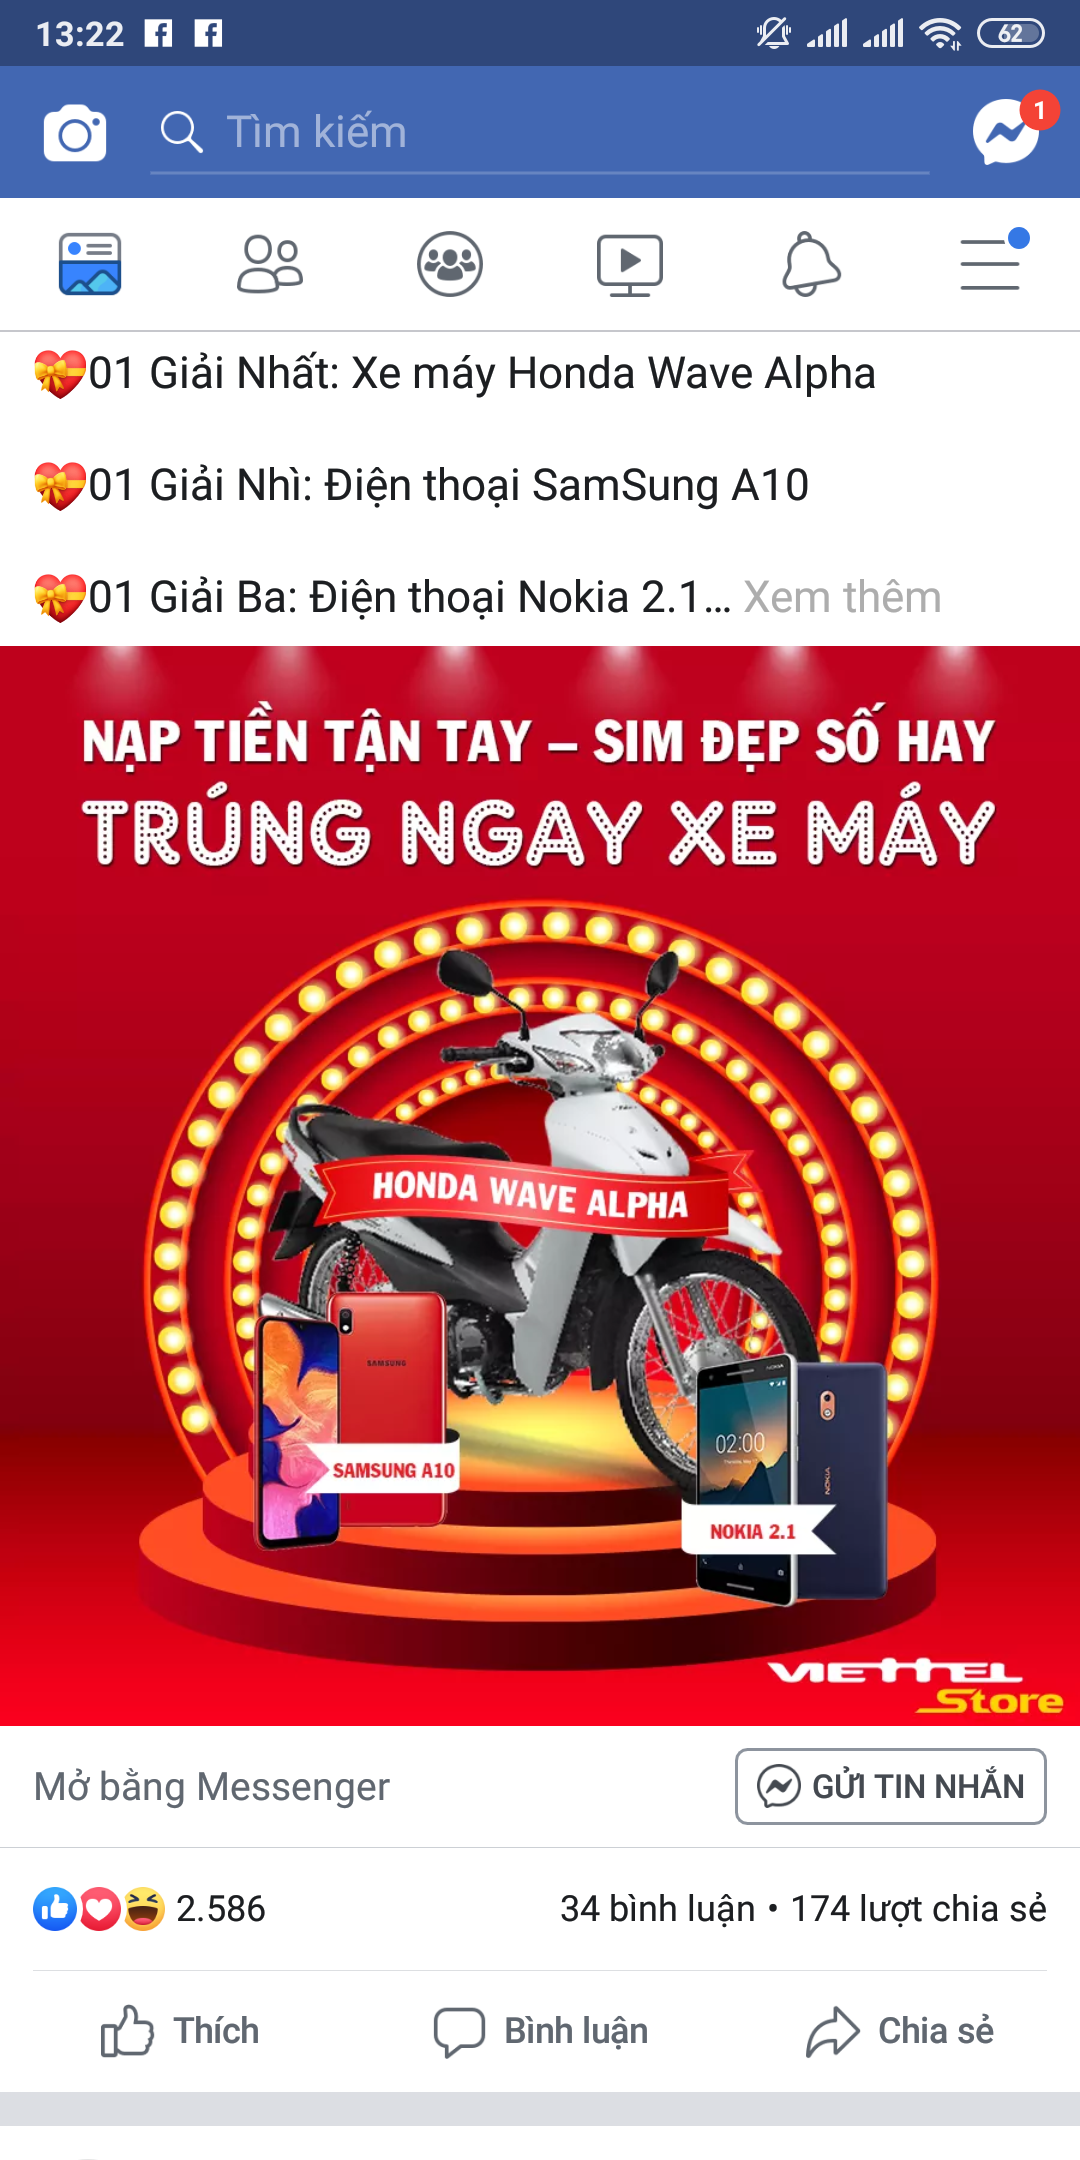 13:22
62
Tìm kiếm
1
01 Giải Nhất: Xe máy Honda Wave Alpha
01 Giải Nhì: Điện thoại SamSung A10
01 Giải Ba: Điện thoại Nokia 2.1... Xem thêm
NẠP TIỀN TẬN TAY – SIM ĐẸP SỐ HAY
TRÚNG NGAY XE MÁY
HONDA WAVE ALPHA
SAMSUNG
SAMSUNG A10
NOKIA
02:00
NOKIA
NOKIA 2.1
VIETTEL
Store
Mở bằng Messenger
GỬI TIN NHẮN
2.586
34 bình luận • 174 lượt chia sẻ
Thích
Bình luận
Chia sẻ